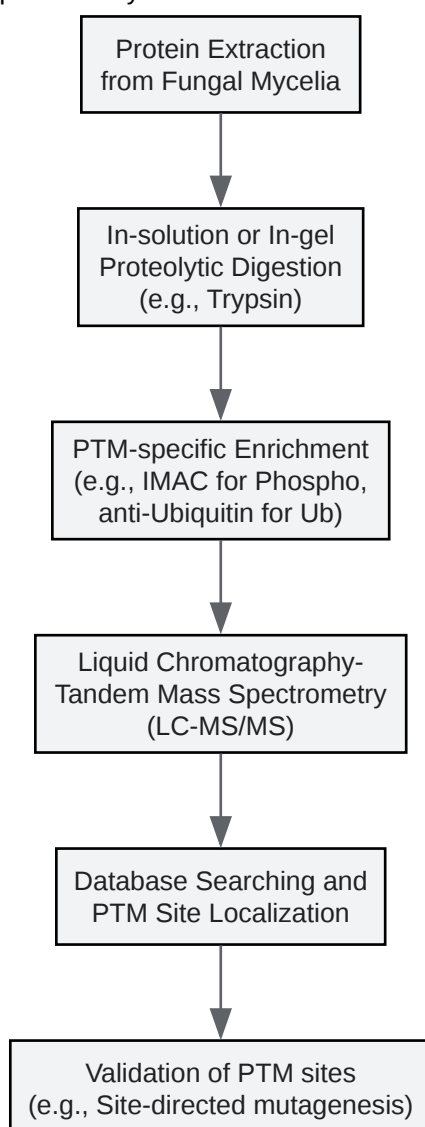 Protein Extraction
from Fungal Mycelia
In-solution or In-gel
Proteolytic Digestion
(e.g., Trypsin)
PTM-specific Enrichment
(e.g., IMAC for Phospho,
anti-Ubiquitin for Ub)
Liquid Chromatography-
Tandem Mass Spectrometry
(LC-MS/MS)
Database Searching and
PTM Site Localization
Validation of PTM sites
(e.g., Site-directed mutagenesis)